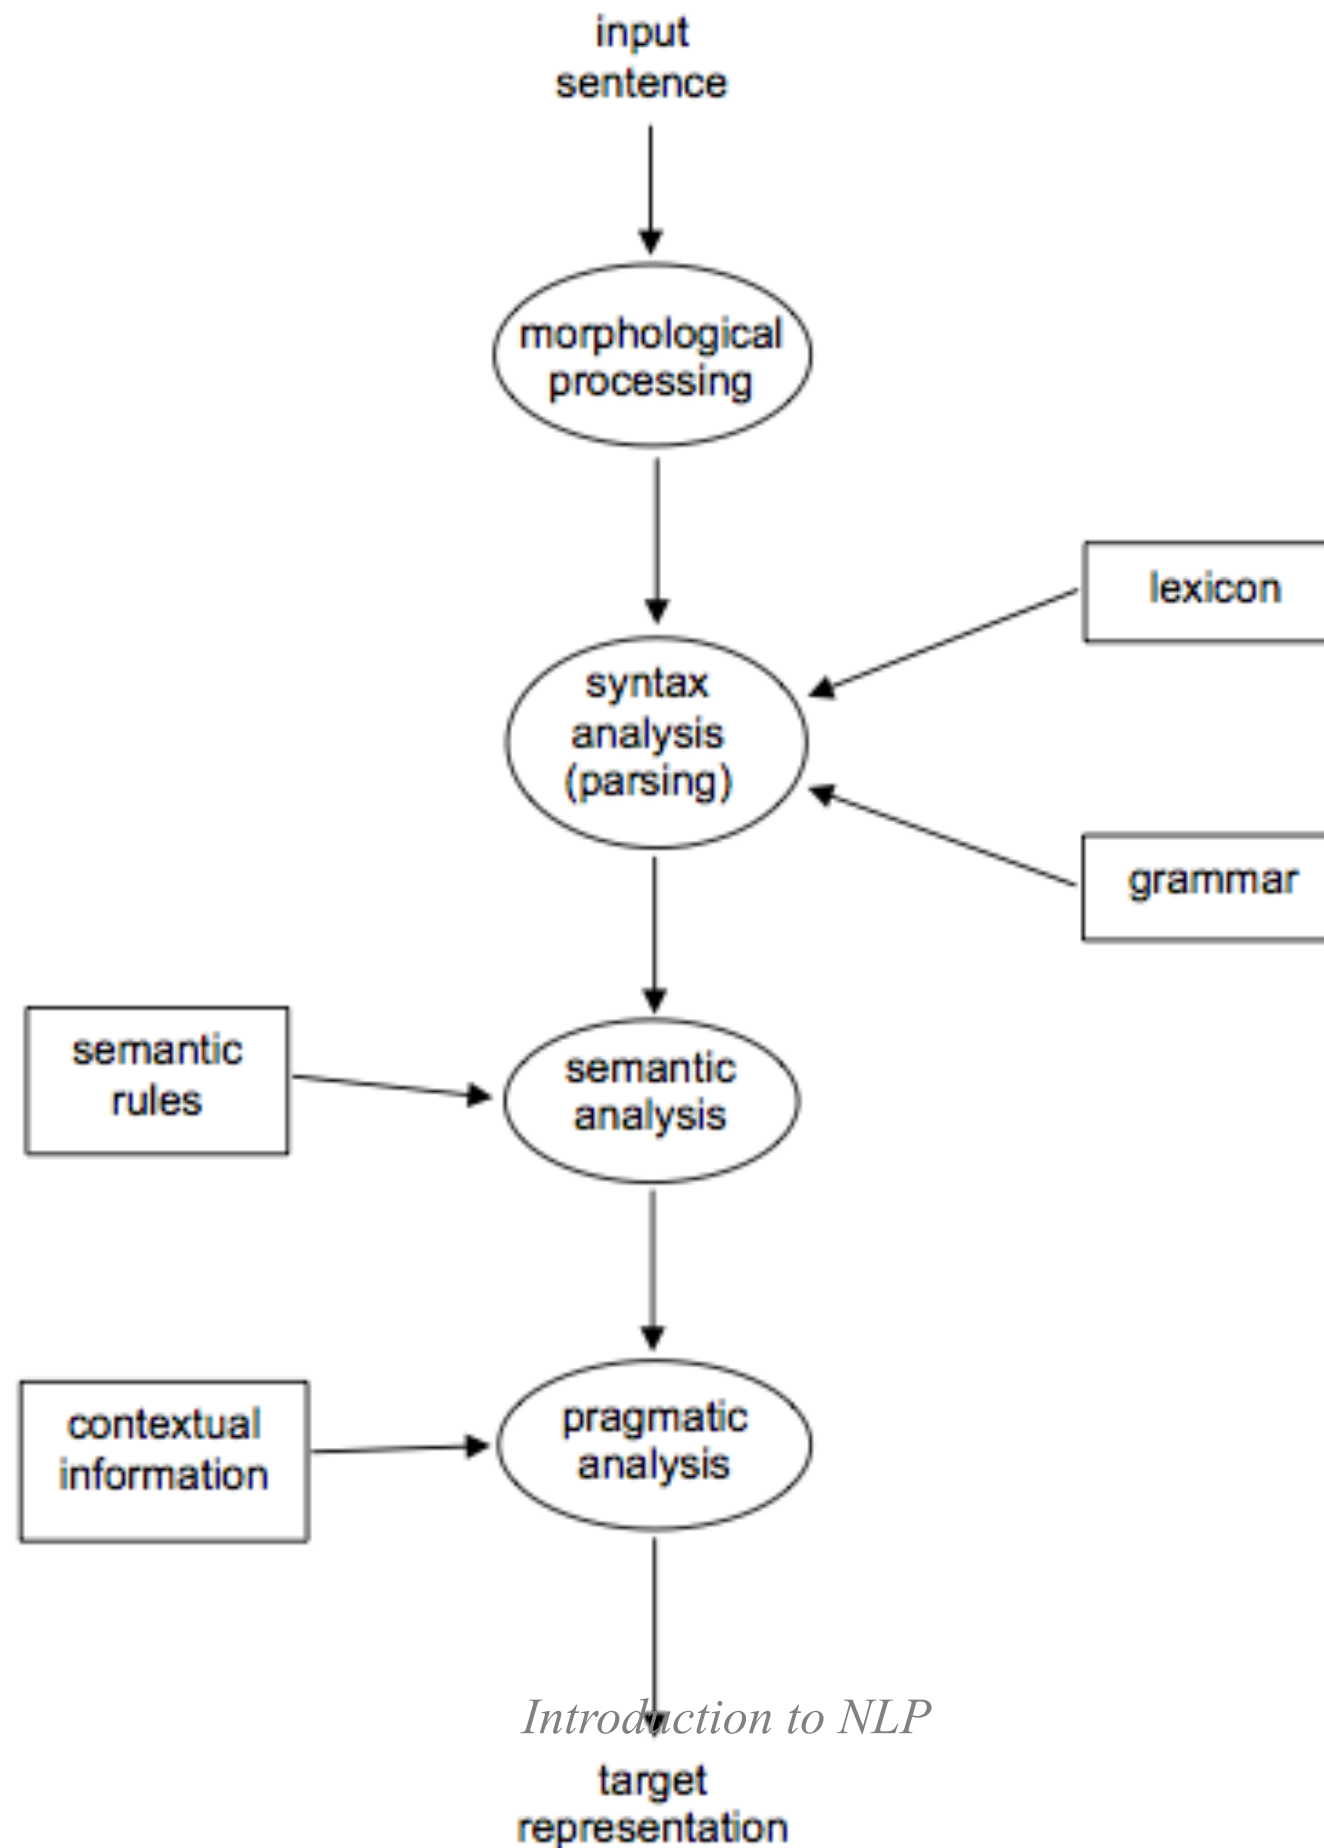 input
sentence
morphological
processing
lexicon
syntax
analysis
(parsing)
grammar
semantic
rules
semantic
analysis
contextual
information
pragmatic
analysis
Introduction to NLP
target
representation